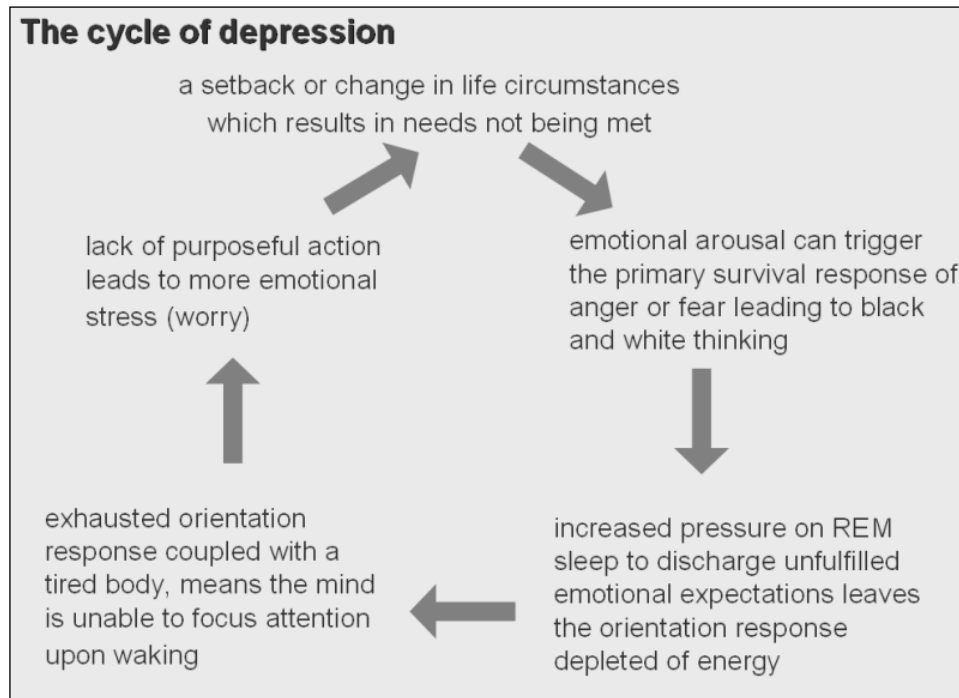 The cycle of depression
a setback or change in life circumstances
which results in needs not being met
emotional arousal can trigger
the primary survival response of
anger or fear leading to black
and white thinking
increased pressure on REM
sleep to discharge unfulfilled
emotional expectations leaves
the orientation response
depleted of energy
exhausted orientation
response coupled with a
tired body, means the mind
is unable to focus attention
upon waking
lack of purposeful action
leads to more emotional
stress (worry)